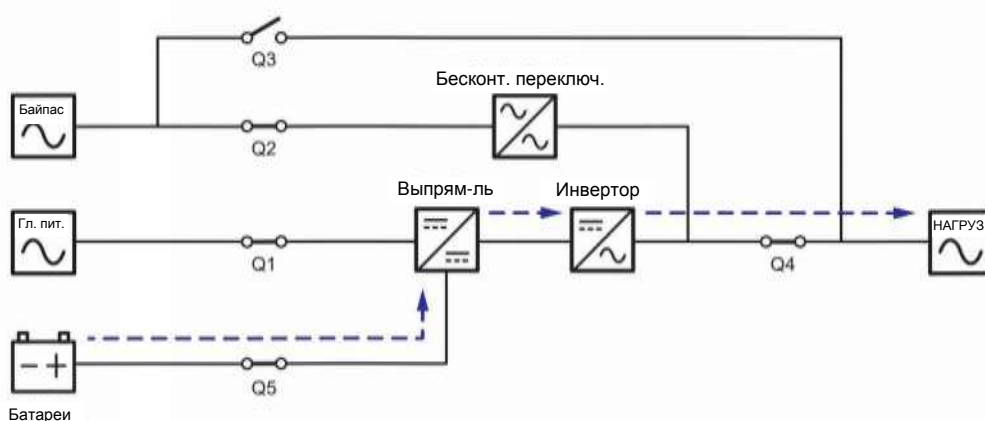 Q3
Бесконт. переключ.
Байпас
Q2
Выпрям-ль
Инвертор
Гл. пит.
НАГРУЗ
Q1
Q4
Q5
Батареи